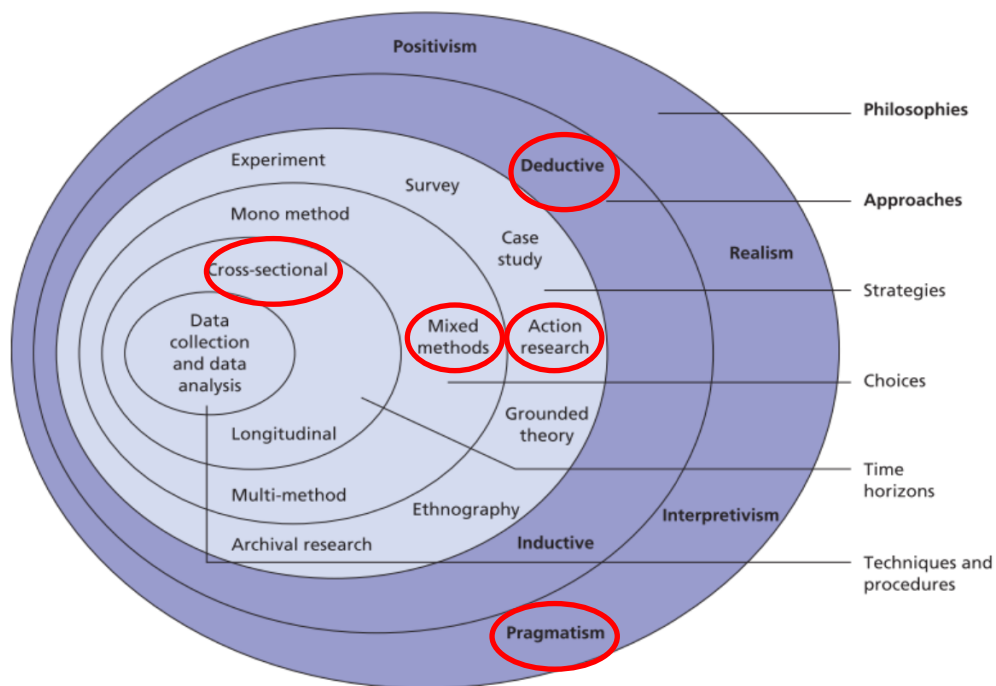 Positivism
Philosophies
Experiment
Deductive
Survey
Approaches
Mono method
Case
study
Realism
Cross-sectional
Strategies
Data
collection
and data
analysis
Mixed
methods
Action
research
Choices
Grounded
theory
Longitudinal
Time
horizons
Multi-method
Ethnography
Interpretivism
Archival research
Inductive
Techniques and
procedures
Pragmatism